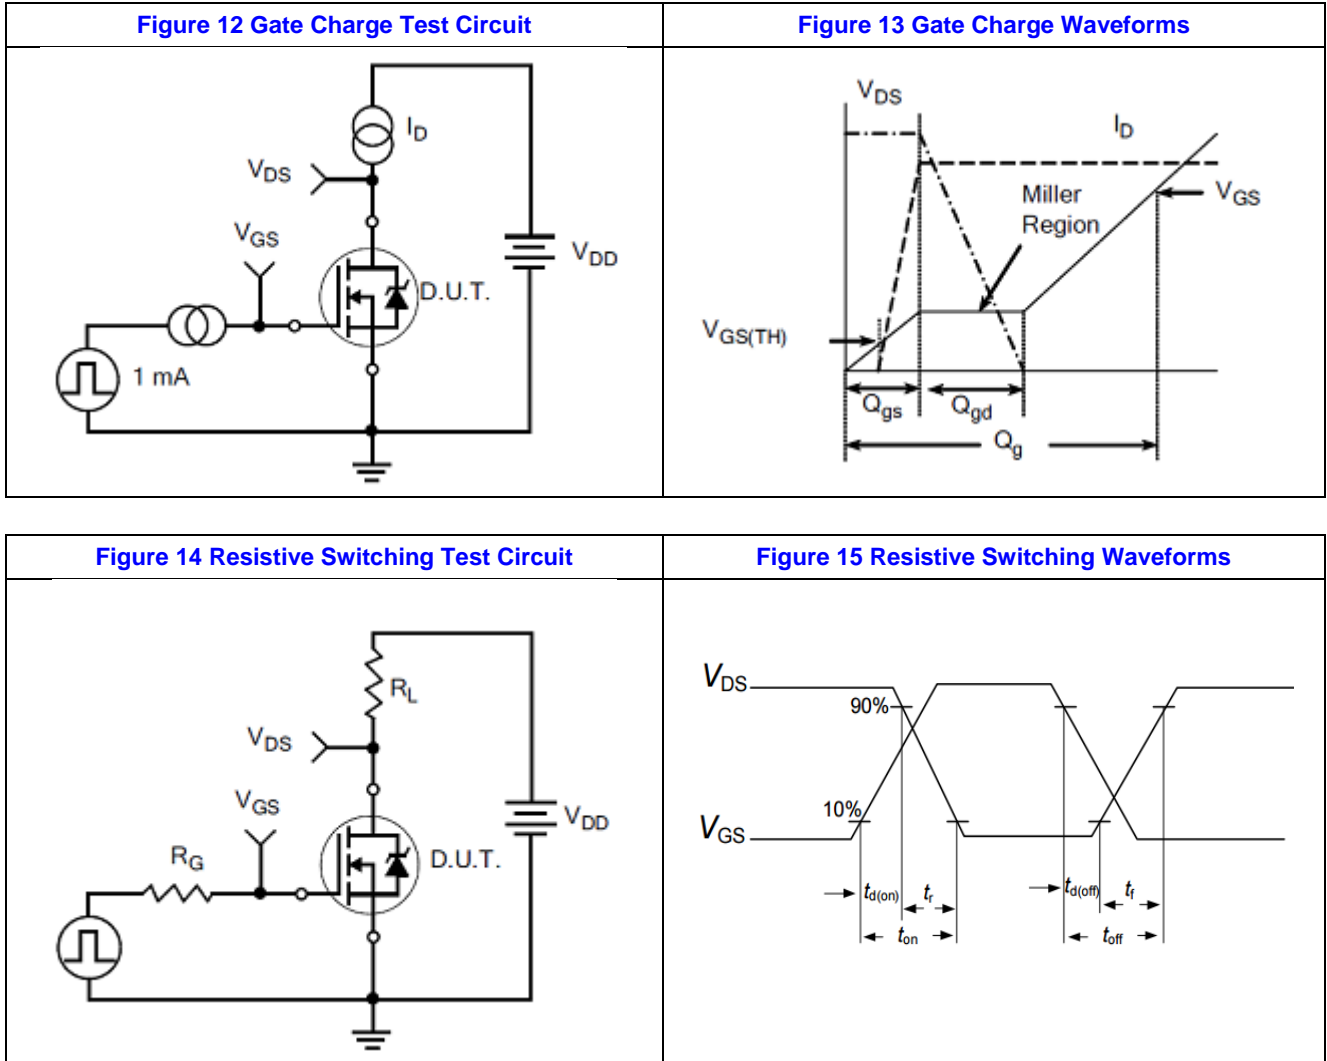 Figure 12 Gate Charge Test Circuit
Figure 13 Gate Charge Waveforms
ID
VDS
VGS
VDD
D.U.T.
1 mA
VDS
ID
Miller
Region
VGS
VGS(TH)
Qgs
Qgd
Qg
Figure 14 Resistive Switching Test Circuit
Figure 15 Resistive Switching Waveforms
RL
VDS
VGS
RG
VDD
D.U.T.
VDS
90%
10%
VGS
td(on)
tr
td(off)
tf
ton
toff